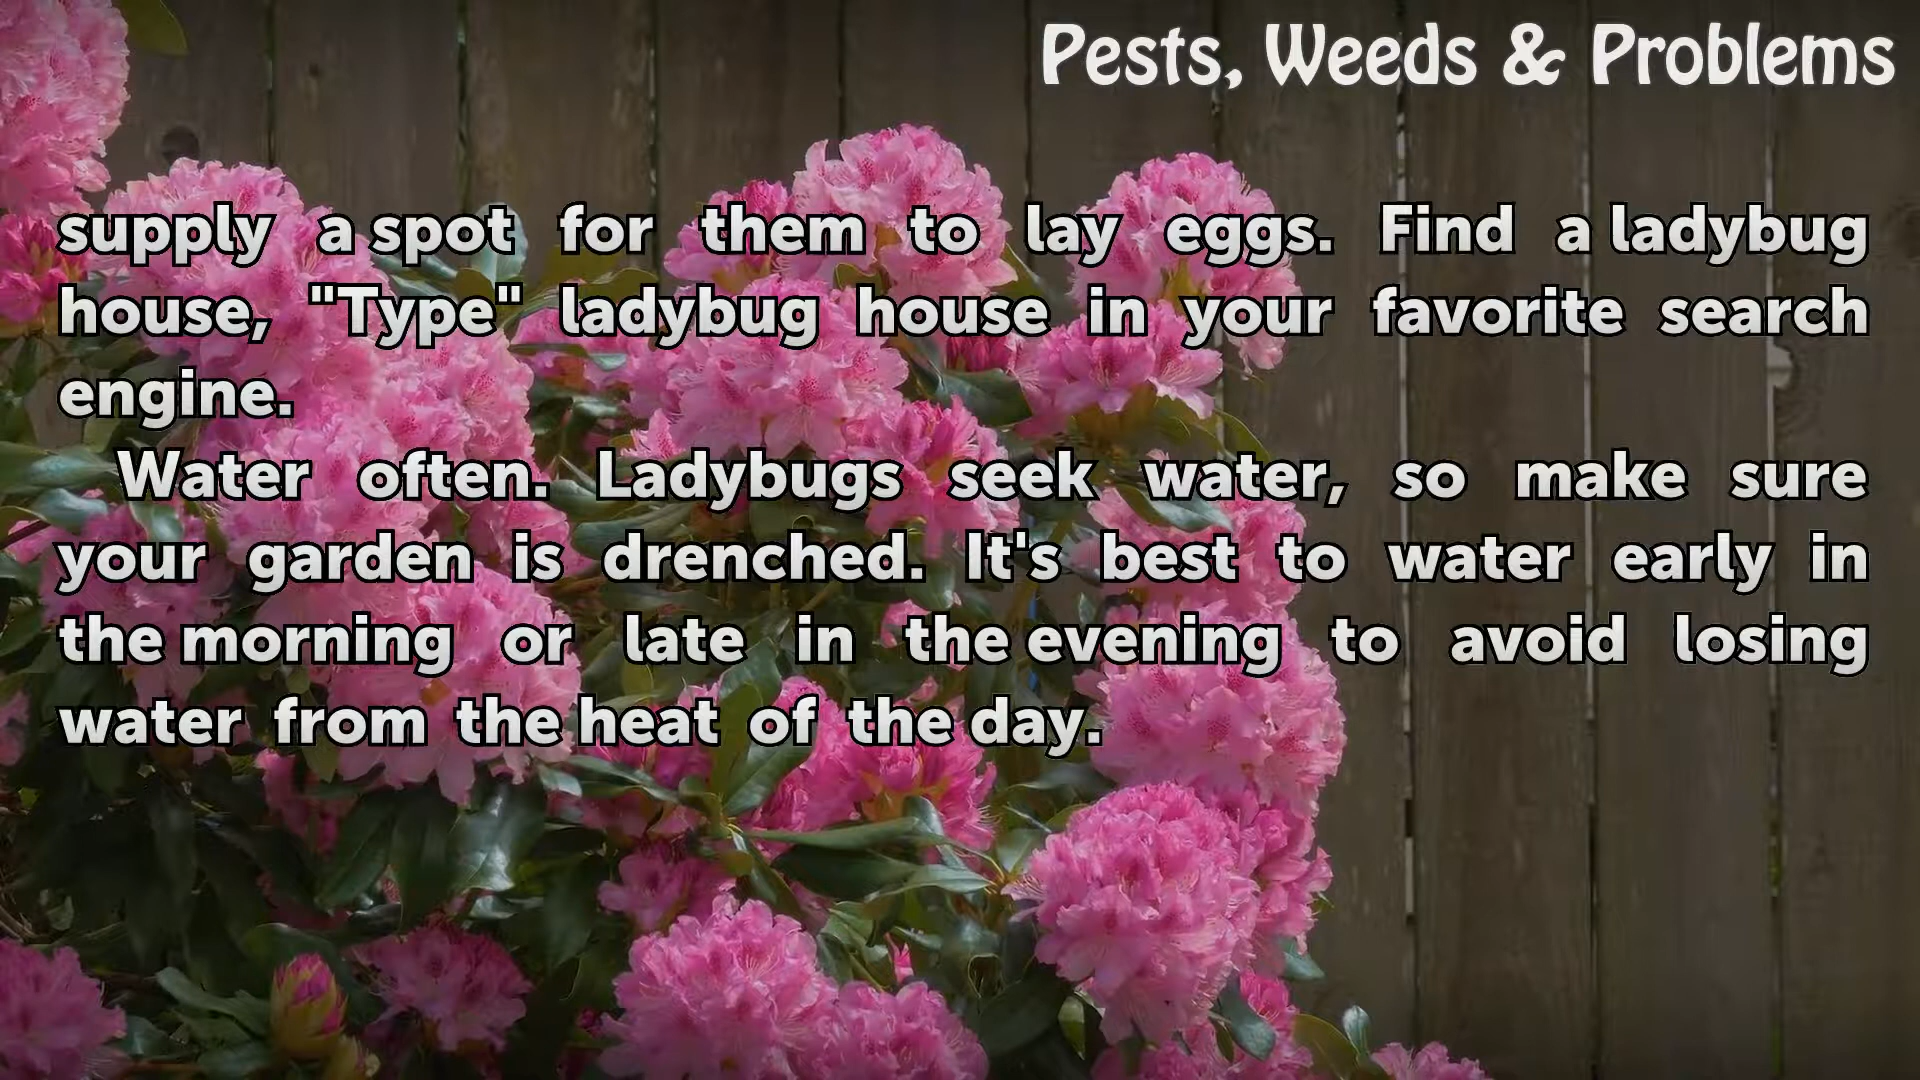 Pests, Weeds & Problems
supply a spot for them to lay eggs. Find a ladybug
house, "Type" ladybug house in your favorite search
engine.
Water often. Ladybugs seek water, so make sure
your garden is drenched. It's best to water early in
the morning or late in the evening to avoid losing
water from the heat of the day.